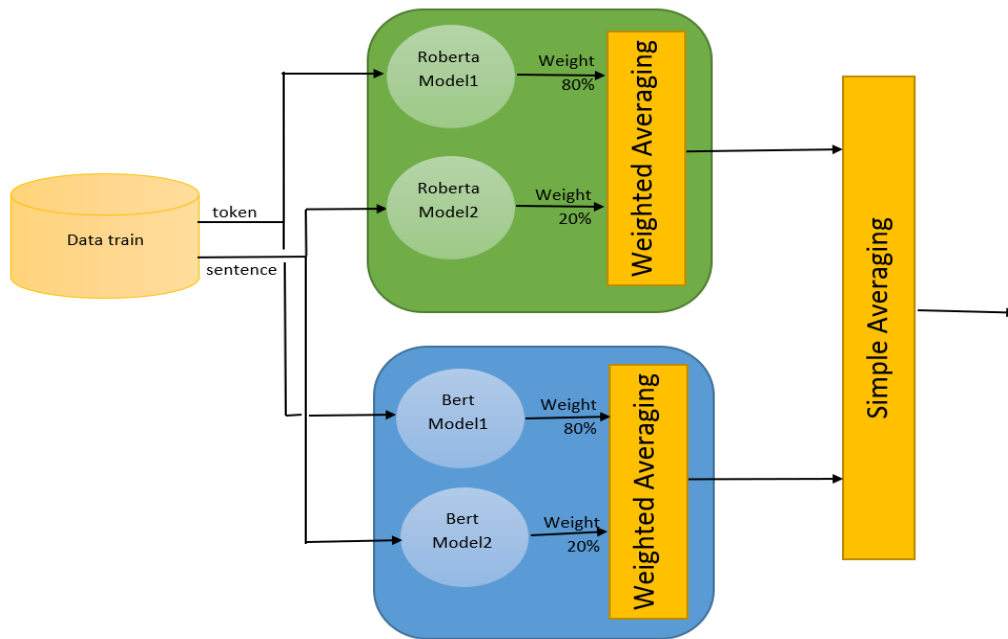 Data train
token
sentence
Roberta
Model1
Weight
80%
Roberta
Model2
Weight
20%
Weighted Averaging
Bert
Model1
Weight
80%
Bert
Model2
Weight
20%
Weighted Averaging
Simple Averaging